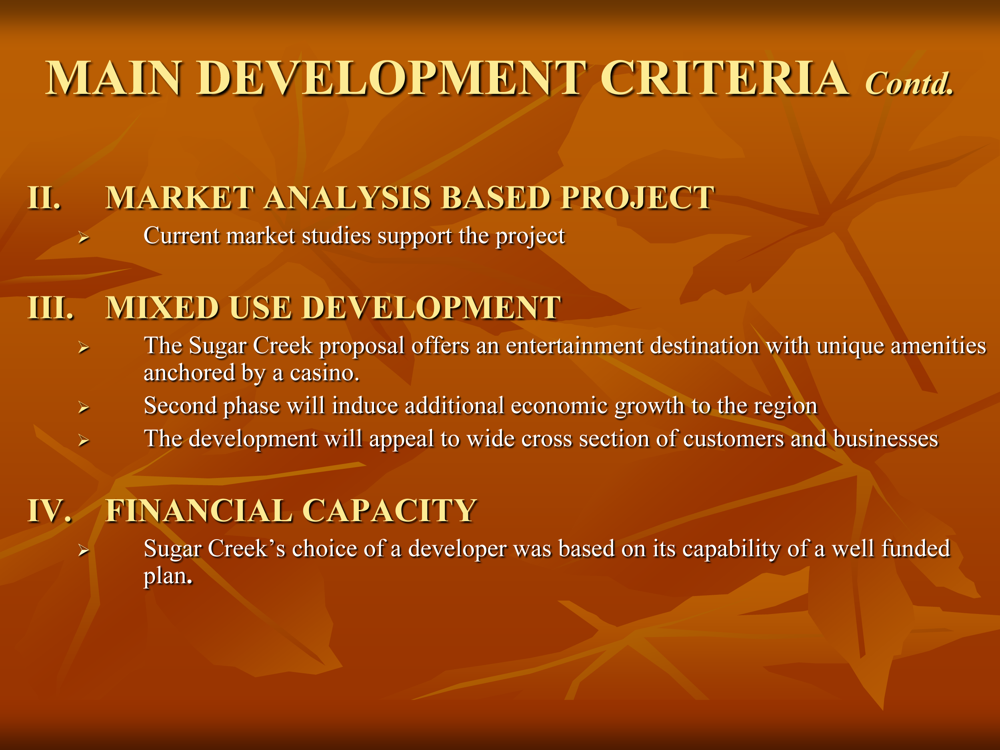 MAIN DEVELOPMENT CRITERIA Contd.
II. MARKET ANALYSIS BASED PROJECT
➢ Current market studies support the project
III. MIXED USE DEVELOPMENT
➢ The Sugar Creek proposal offers an entertainment destination with unique amenities
anchored by a casino.
➢ Second phase will induce additional economic growth to the region
➢ The development will appeal to wide cross section of customers and businesses
IV. FINANCIAL CAPACITY
➢ Sugar Creek’s choice of a developer was based on its capability of a well funded
plan.